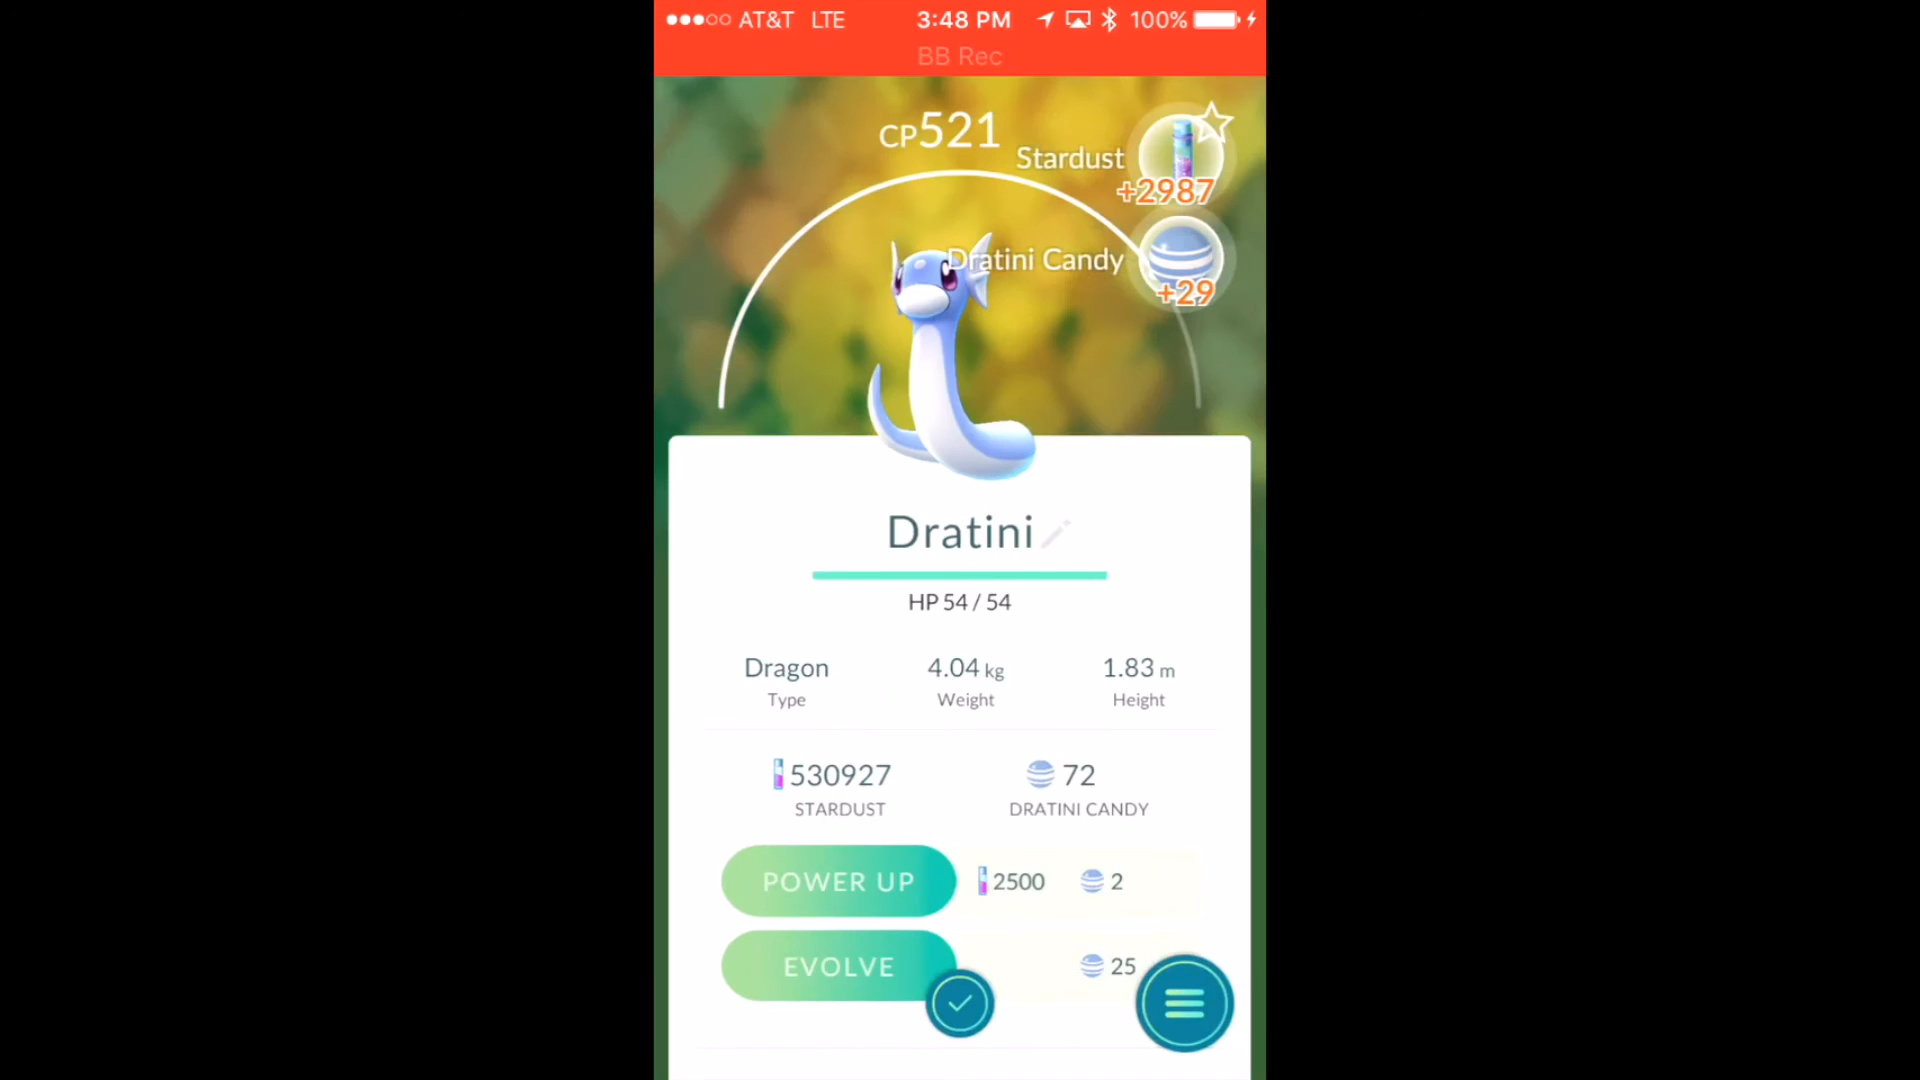 AT&T LTE 3:48 PM 100%
BB Rec
CP521
Stardust
+2987
Dratini Candy
+29
Dratini
HP 54 / 54
Dragon 4.04 kg 1.83 m
Type Weight Height
530927 72
STARDUST DRATINI CANDY
POWER UP 2500 2
EVOLVE 25